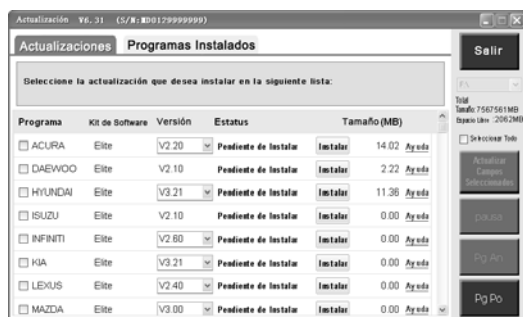 Actualización V6.31 (S/N:MD0129999999)
Actualizaciones Programas Instalados
Seleccione la actualización que desea instalar en la siguiente lista:
Programa Kit de Software Versión Estatus Tamaño (MB)
ACURA Elite V2.20 Pendiente de Instalar Instalar 14.02 Ayuda
DAEWOO Elite V2.10 Pendiente de Instalar Instalar 2.22 Ayuda
HYUNDAI Elite V3.21 Pendiente de Instalar Instalar 11.36 Ayuda
ISUZU Elite V2.10 Pendiente de Instalar Instalar 0.00 Ayuda
INFINITI Elite V2.60 Pendiente de Instalar Instalar 0.00 Ayuda
KIA Elite V3.21 Pendiente de Instalar Instalar 0.00 Ayuda
LEXUS Elite V2.40 Pendiente de Instalar Instalar 0.00 Ayuda
MAZDA Elite V3.00 Pendiente de Instalar Instalar 0.00 Ayuda
Salir
F:\
Total
Tamaño:7567561MB
Espacio Libre :2062MB
Seleccionar Todo
Actualizar
Campos
Seleccionados
pausa
Pg An
Pg Po